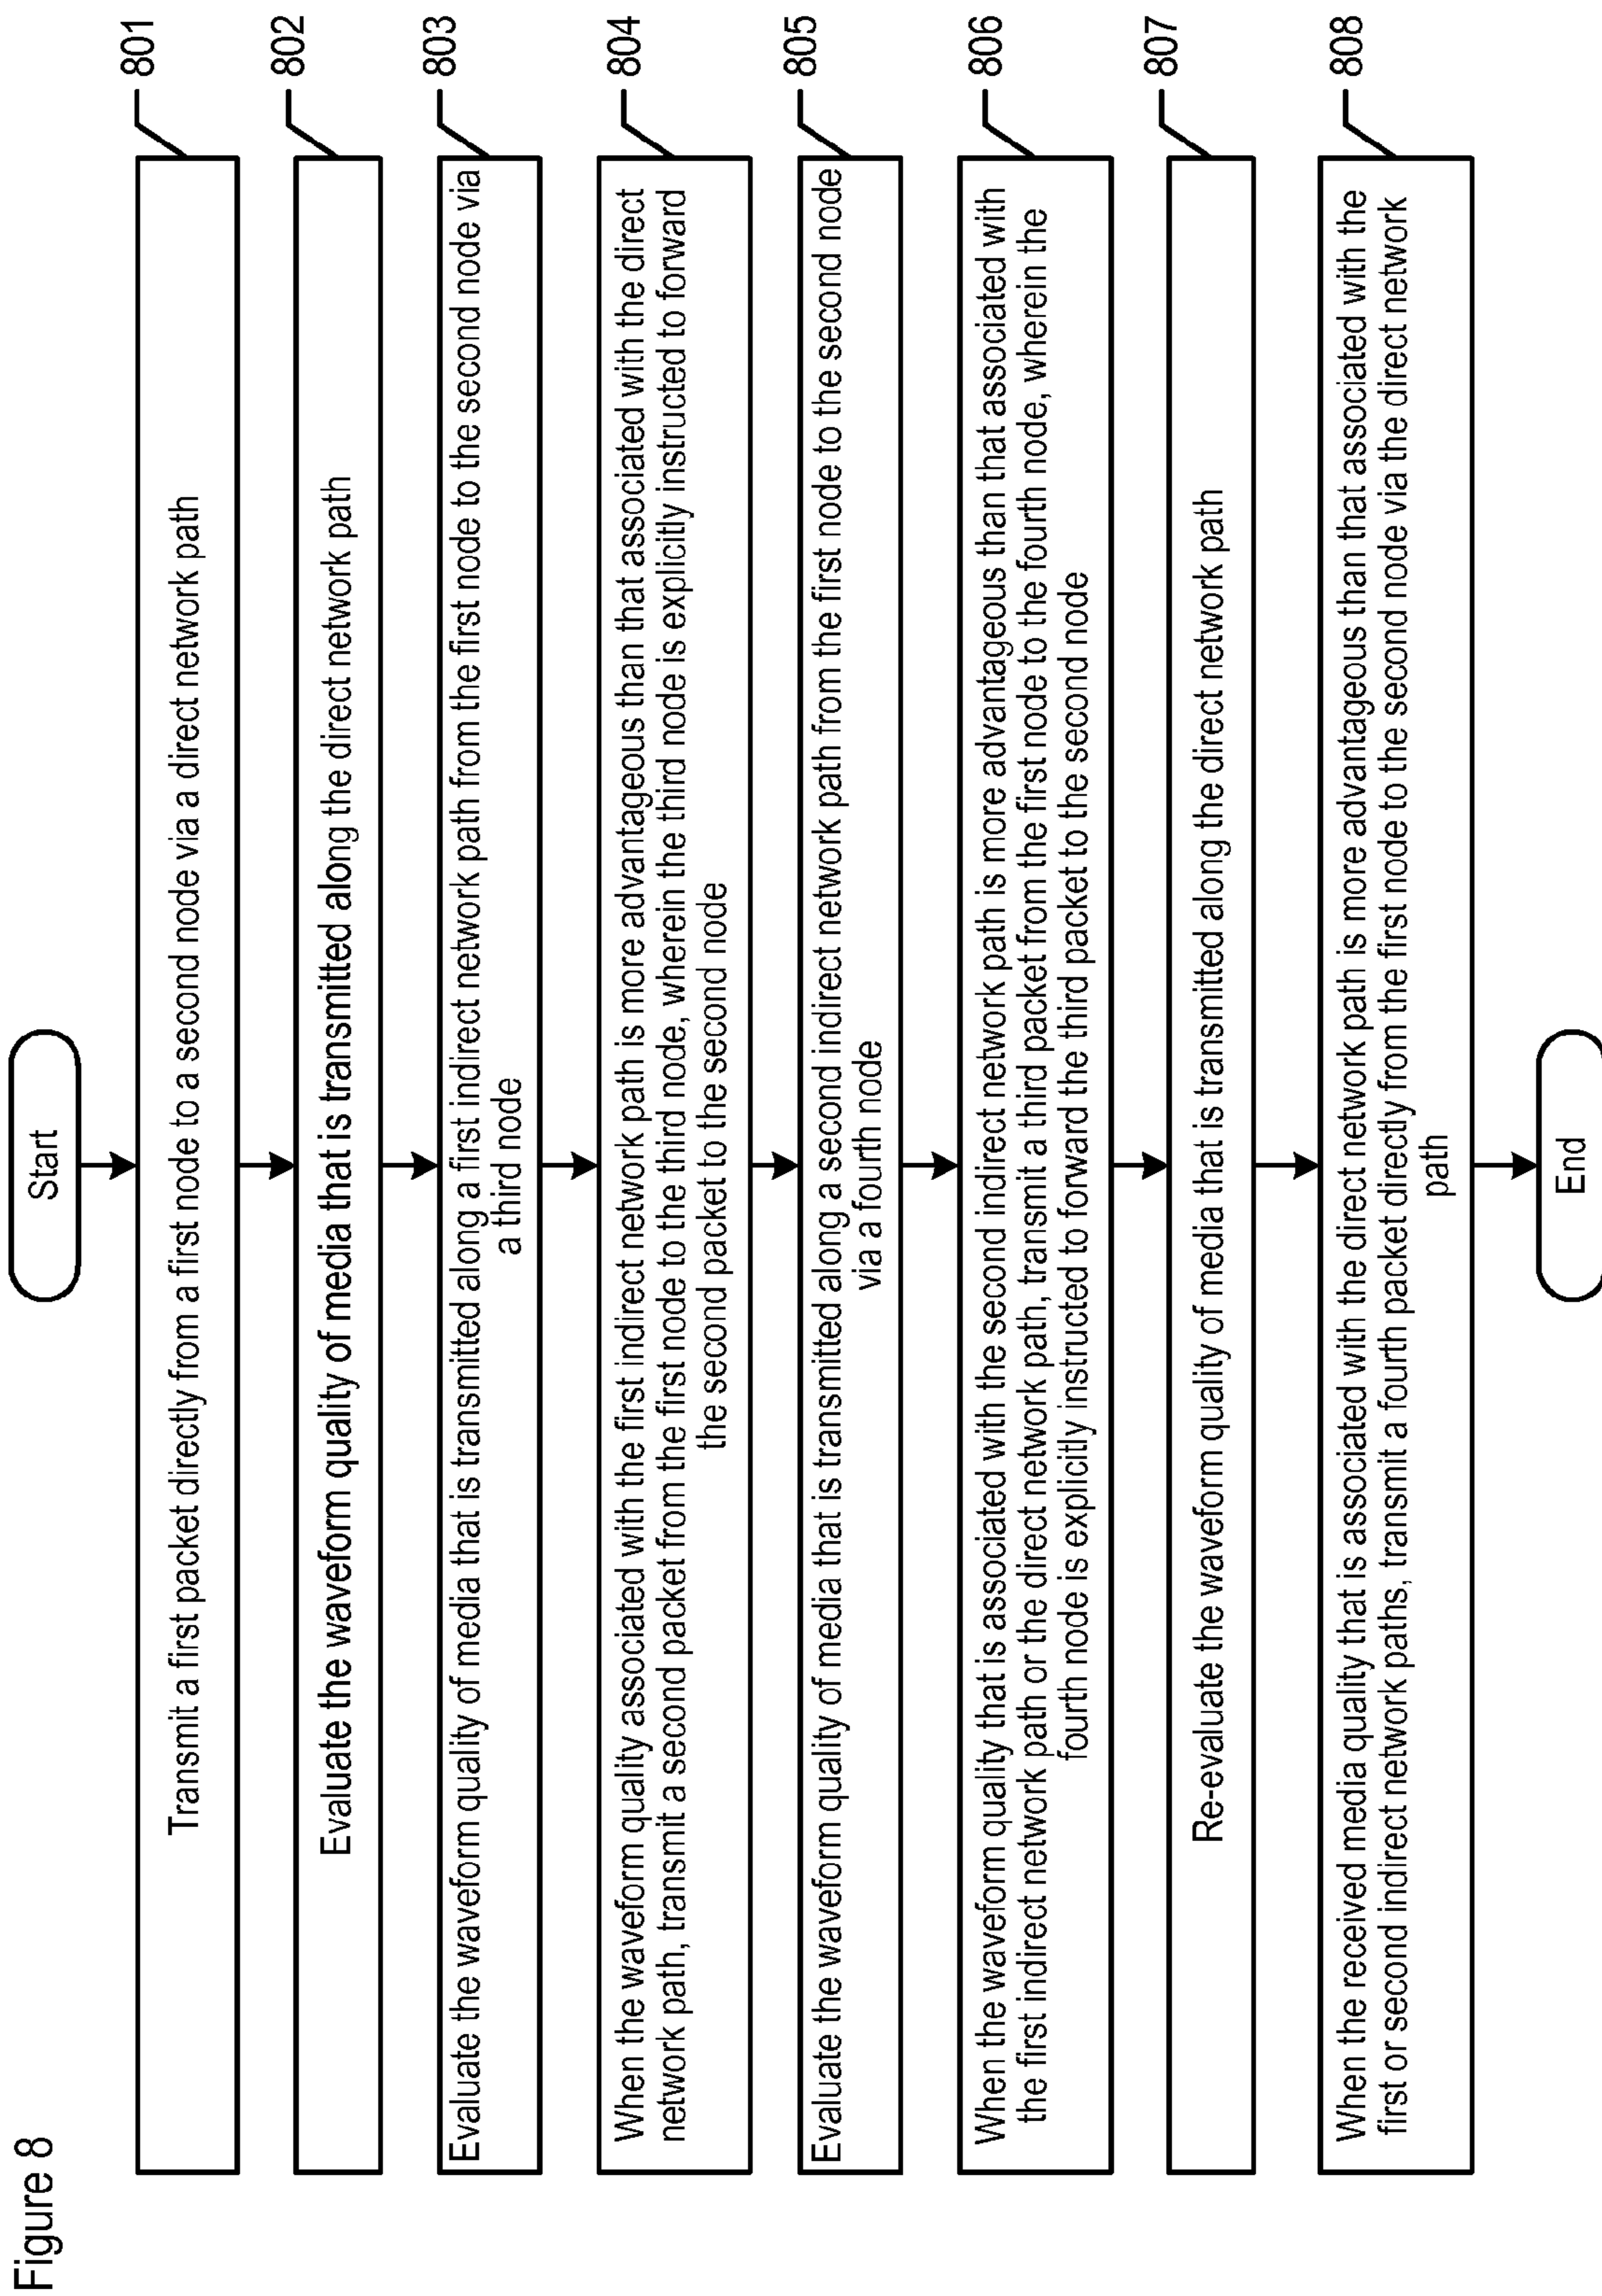 Figure 8
Start
Transmit a first packet directly from a first node to a second node via a direct network path
801
Evaluate the waveform quality of media that is transmitted along the direct network path
802
Evaluate the waveform quality of media that is transmitted along a first indirect network path from the first node to the second node via
a third node
803
When the waveform quality associated with the first indirect network path is more advantageous than that associated with the direct
network path, transmit a second packet from the first node to the third node, wherein the third node is explicitly instructed to forward
the second packet to the second node
804
Evaluate the waveform quality of media that is transmitted along a second indirect network path from the first node to the second node
via a fourth node
805
When the waveform quality that is associated with the second indirect network path is more advantageous than that associated with
the first indirect network path or the direct network path, transmit a third packet from the first node to the fourth node, wherein the
fourth node is explicitly instructed to forward the third packet to the second node
806
Re-evaluate the waveform quality of media that is transmitted along the direct network path
807
When the received media quality that is associated with the direct network path is more advantageous than that associated with the
first or second indirect network paths, transmit a fourth packet directly from the first node to the second node via the direct network
path
808
End